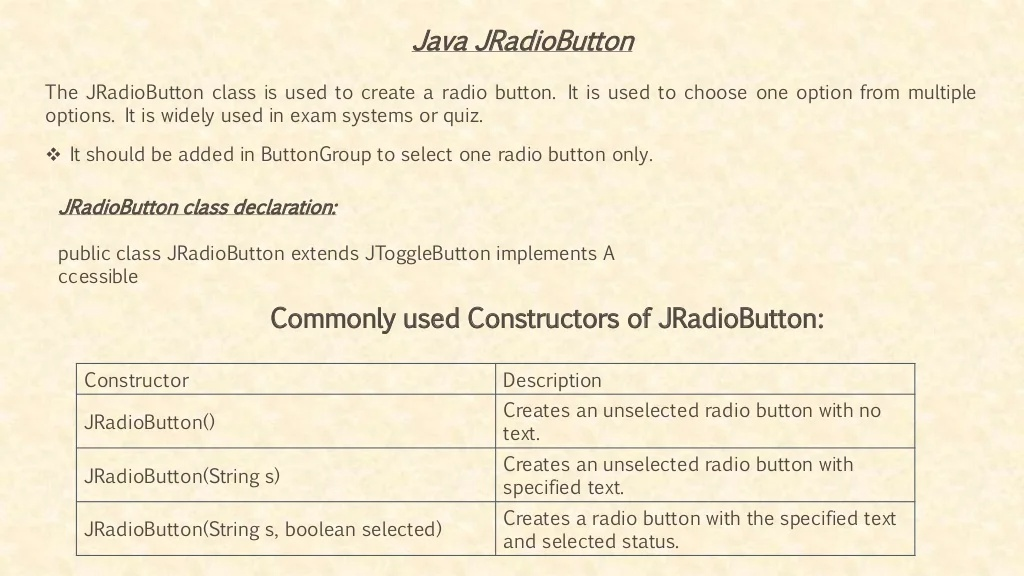 Java JRadioButton
The JRadioButton class is used to create a radio button. It is used to choose one option from multiple
options. It is widely used in exam systems or quiz.
❖ It should be added in ButtonGroup to select one radio button only.
JRadioButton class declaration:
public class JRadioButton extends JToggleButton implements A
ccessible
Commonly used Constructors of JRadioButton:
Constructor
Description
JRadioButton()
Creates an unselected radio button with no
text.
JRadioButton(String s)
Creates an unselected radio button with
specified text.
JRadioButton(String s, boolean selected)
Creates a radio button with the specified text
and selected status.